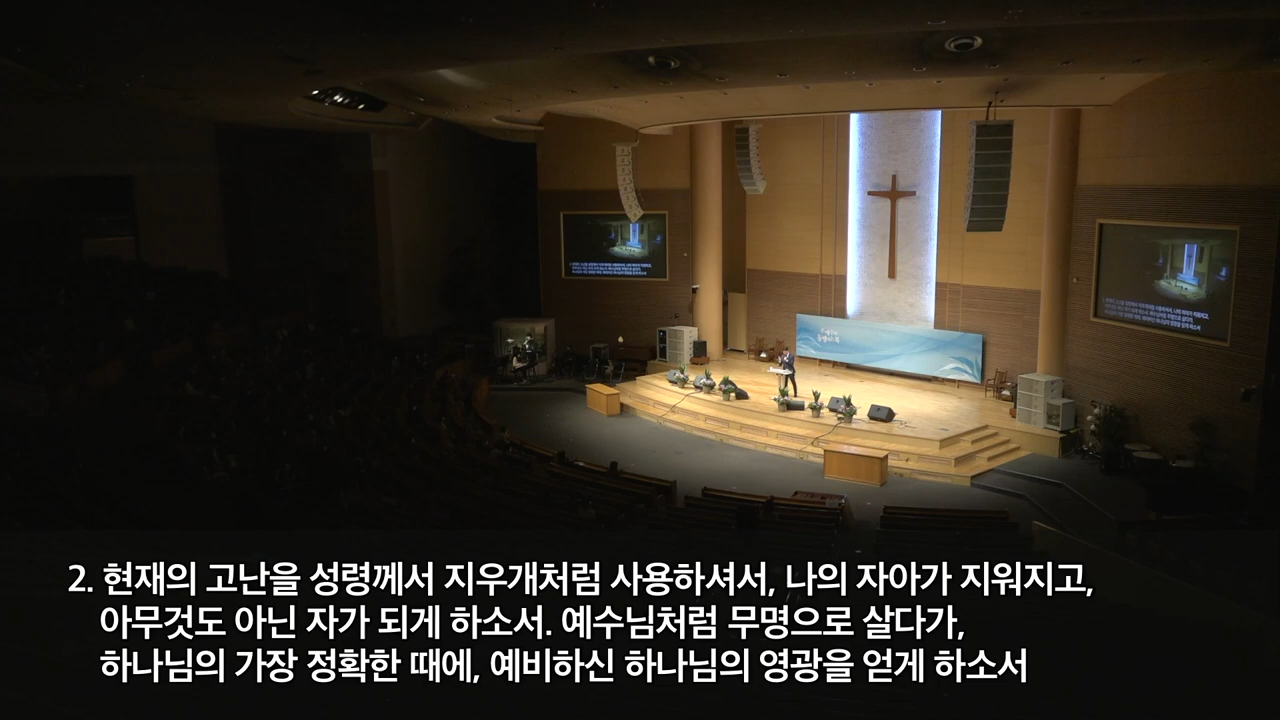 2. 현재의 고난을 성령께서 지우개처럼 사용하셔서, 나의 자아가 지워지고,
아무것도 아닌 자가 되게 하소서. 예수님처럼 무명으로 살다가,
하나님의 가장 정확한 때에, 예비하신 하나님의 영광을 얻게 하소서